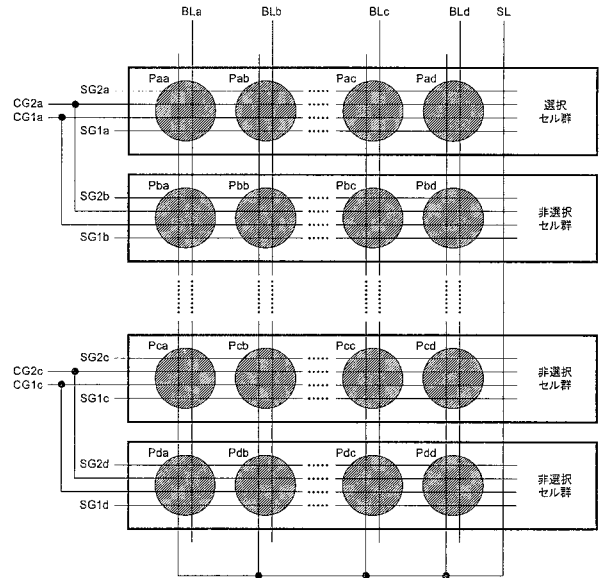 BLa BLb BLc BLd SL
Paa Pab Pac Pad
SG2a
CG2a
CG1a
SG1a
選択
セル群
Pba Pbb Pbc Pbd
SG2b
SG1b
非選択
セル群
Pca Pcb Pcc Pcd
SG2c
CG2c
CG1c
SG1c
非選択
セル群
Pda Pdb Pdc Pdd
SG2d
SG1d
非選択
セル群